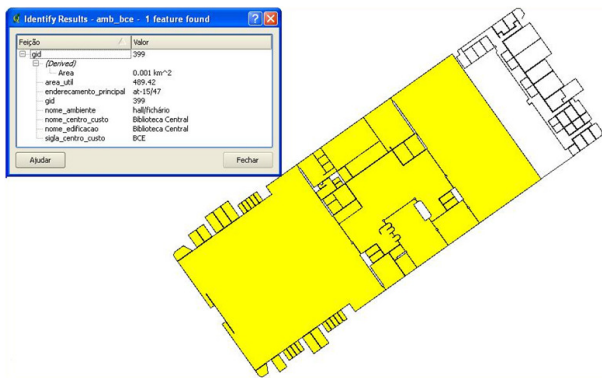 Identify Results - amb_bce - 1 feature found
Feição Valor
gid 399
(Derived)
Area 0.001 km^2
area_util 489.42
enderecamento_principal at-15/47
gid 399
nome_ambiente hall/fichário
nome_centro_custo Biblioteca Central
nome_edificacao Biblioteca Central
sigla_centro_custo BCE
Ajudar Fechar